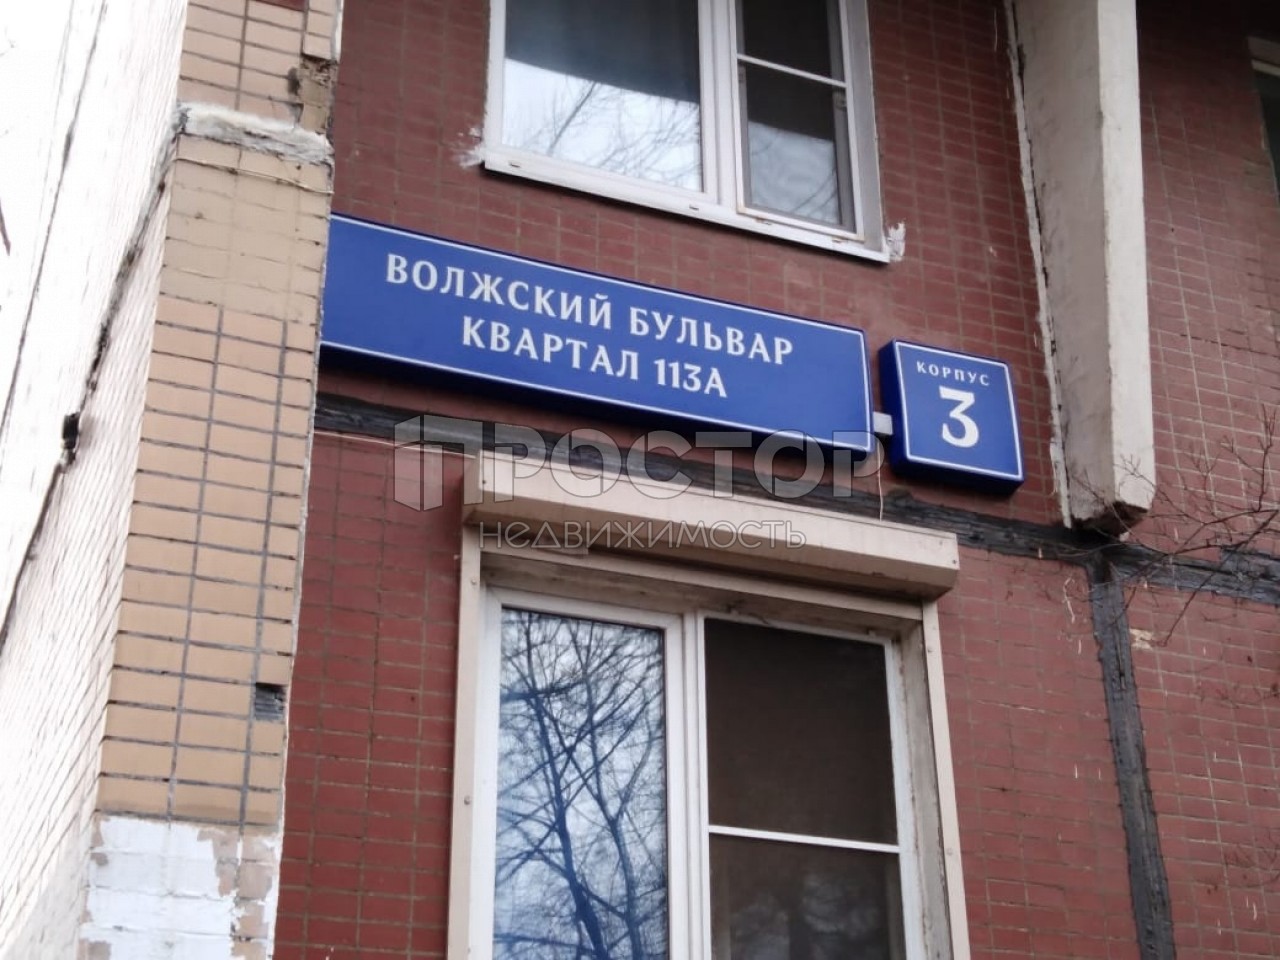 ВОЛЖСКИЙ БУЛЬВАР
КВАРТАЛ 113А
КОРПУС
3
ПРОСТОР
НЕДВИЖИМОСТЬ